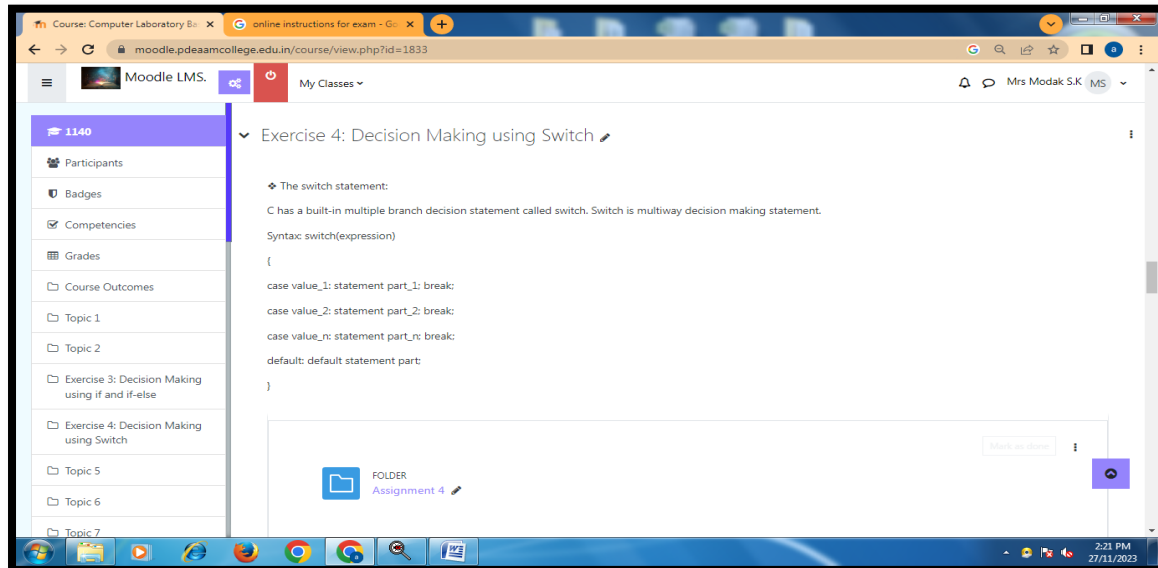 Course: Computer Laboratory Ba
online instructions for exam - Go
moodle.pdeaamcollege.edu.in/course/view.php?id=1833
a
Moodle LMS.
My Classes
Mrs Modak S.K MS
1140
Participants
Badges
Competencies
Grades
Course Outcomes
Topic 1
Topic 2
Exercise 3: Decision Making
using if and if-else
Exercise 4: Decision Making
using Switch
Topic 5
Topic 6
Topic 7
Exercise 4: Decision Making using Switch
❖ The switch statement:
C has a built-in multiple branch decision statement called switch. Switch is multiway decision making statement.
Syntax: switch(expression)
{
case value_1: statement part_1; break;
case value_2: statement part_2; break;
case value_n: statement part_n; break;
default: default statement part;
}
Mark as done
FOLDER
Assignment 4
2:21 PM
27/11/2023